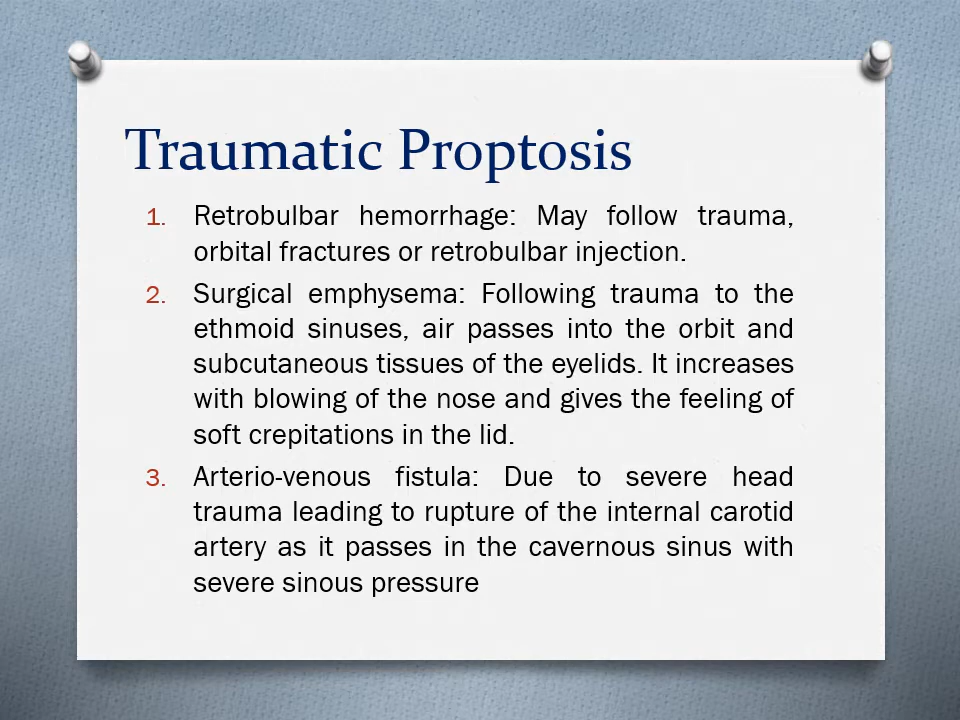 Traumatic Proptosis
1. Retrobulbar hemorrhage: May follow trauma,
orbital fractures or retrobulbar injection.
2. Surgical emphysema: Following trauma to the
ethmoid sinuses, air passes into the orbit and
subcutaneous tissues of the eyelids. It increases
with blowing of the nose and gives the feeling of
soft crepitations in the lid.
3. Arterio-venous fistula: Due to severe head
trauma leading to rupture of the internal carotid
artery as it passes in the cavernous sinus with
severe sinous pressure